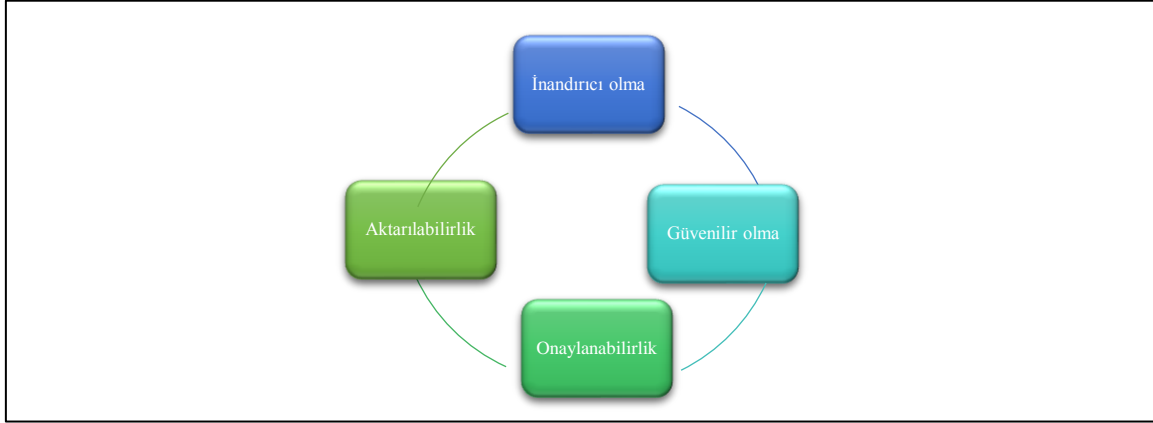 İnandırıcı olma
Güvenilir olma
Onaylanabilirlik
Aktarılabilirlik